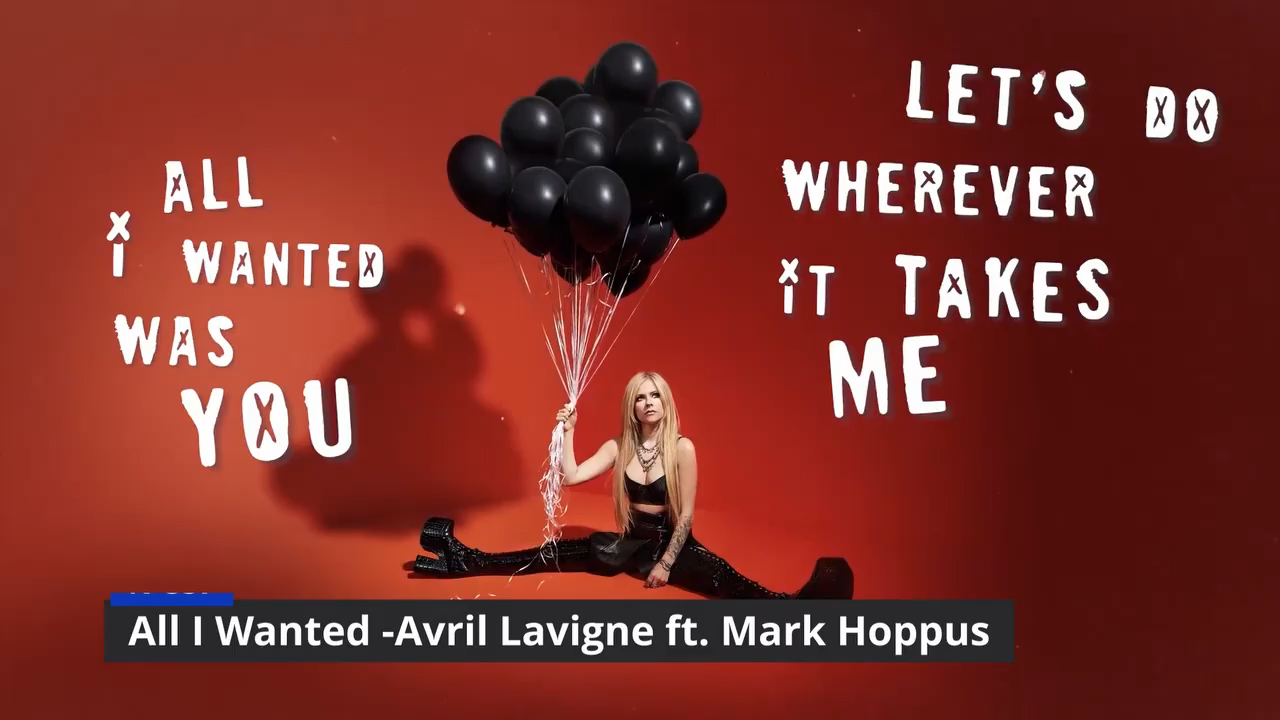 ALL
i WANTED
WAS
YOU
LET'S DO
WHEREVER
iT TAKES
ME
All I Wanted -Avril Lavigne ft. Mark Hoppus